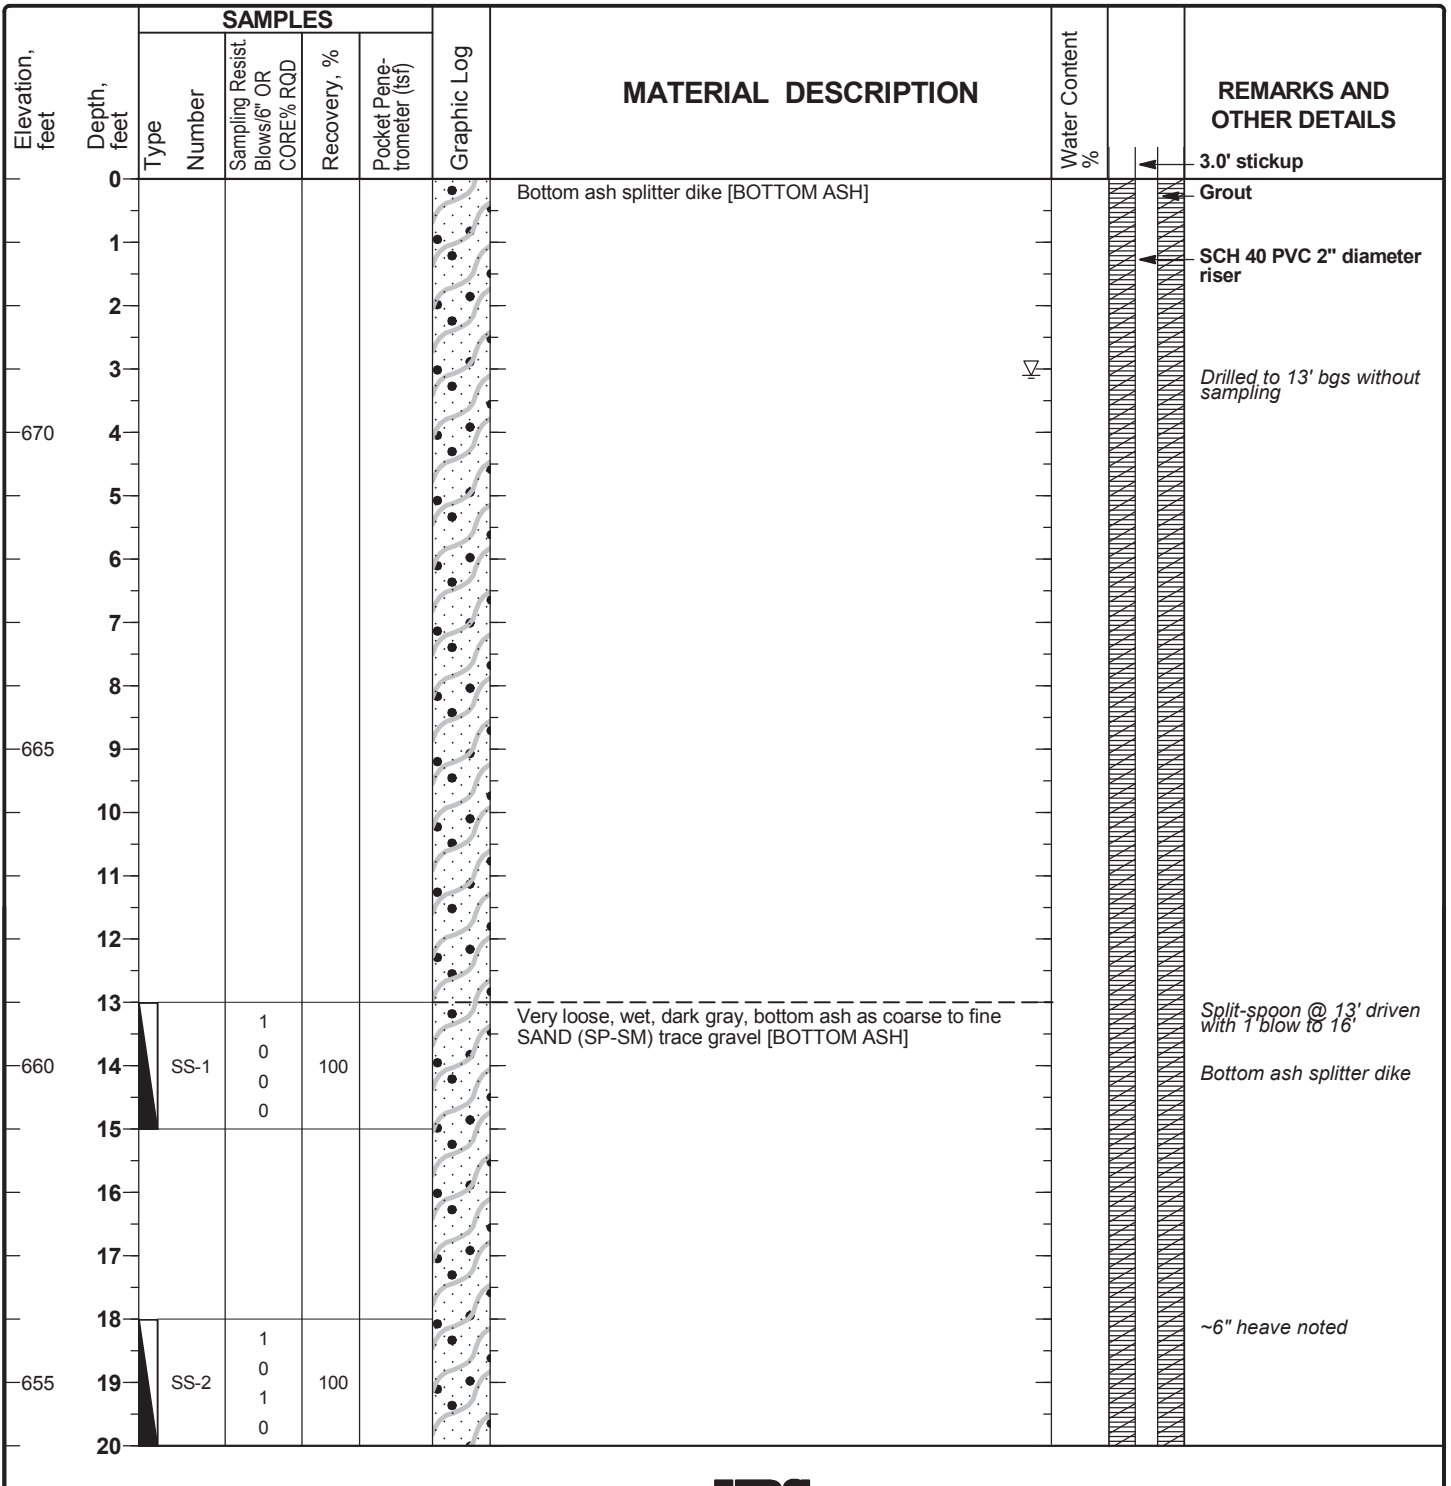 SAMPLES
Elevation,
feet
Depth,
feet
Type
Number
Sampling Resist.
Blows/6" OR
CORE% RQD
Recovery, %
Pocket Pene-
trometer (tsf)
Graphic Log
MATERIAL DESCRIPTION
Water Content
%
REMARKS AND
OTHER DETAILS
3.0' stickup
0
Bottom ash splitter dike [BOTTOM ASH]
Grout
1
SCH 40 PVC 2" diameter
riser
2
3
Drilled to 13' bgs without
sampling
670
4
5
6
7
8
665
9
10
11
12
13
Very loose, wet, dark gray, bottom ash as coarse to fine
SAND (SP-SM) trace gravel [BOTTOM ASH]
Split-spoon @ 13' driven
with 1 blow to 16'
660
14
SS-1
1
0
0
0
100
Bottom ash splitter dike
15
16
17
18
~6" heave noted
655
19
SS-2
1
0
1
0
100
20